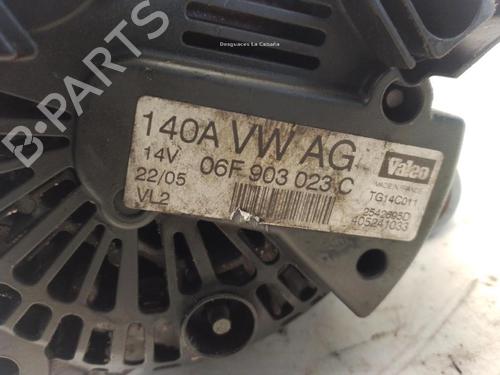 Desguaces La Cabaña
B-PARTS
140A VW AG
14V 06F 903 023 C
22/05
VL2
Valeo
MADE IN FRANCE
TG14C011
405241033